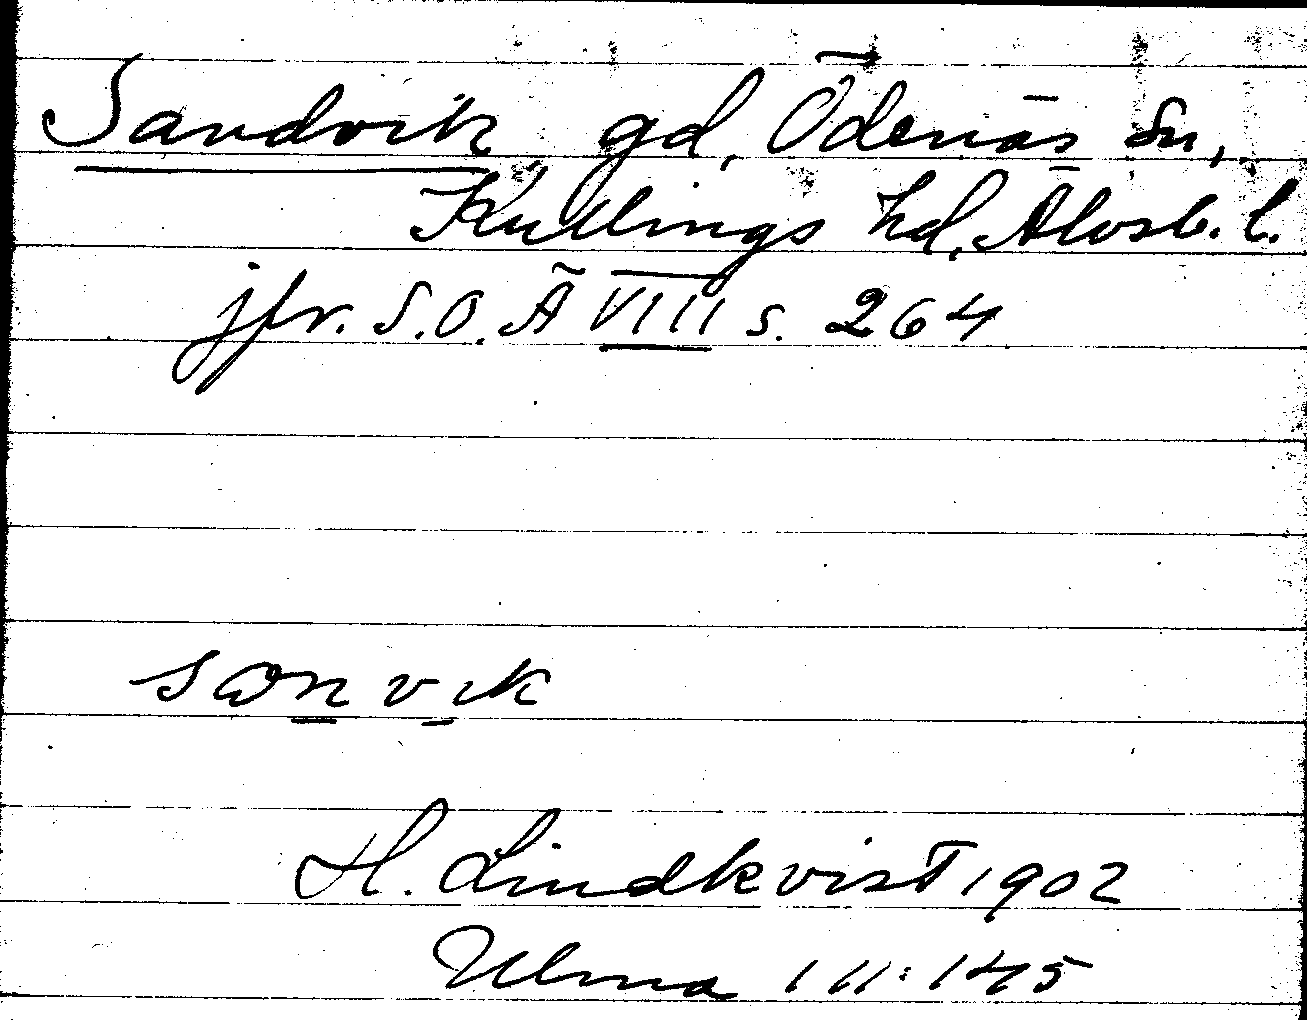 Sandvik gd, Ödenäs sn,
Kullings hd, Älvsb. l.
jfr. S.O. Ä VIII s. 264
sanvik
H. Lindkvist 1902
Ulma 111:145